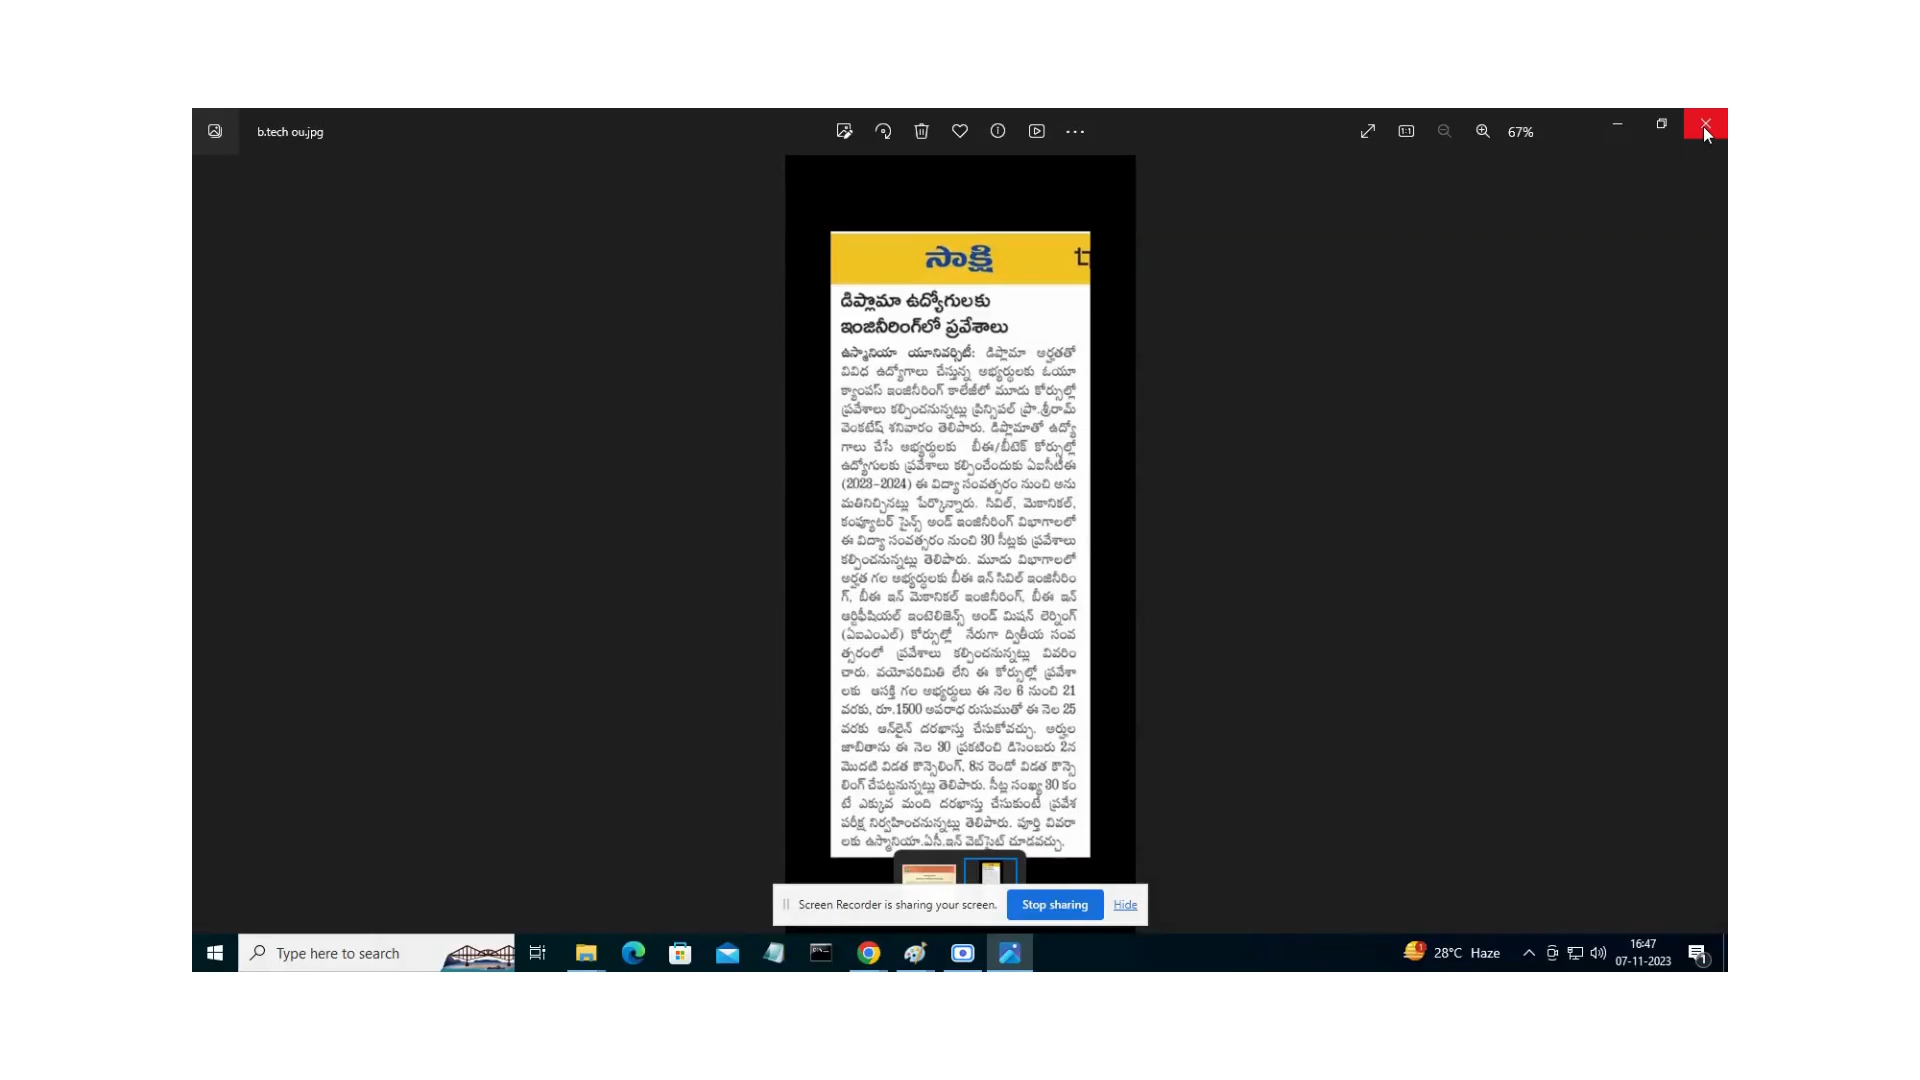 b.tech ou.jpg
67%
సాక్షి
డిప్లొమా ఉద్యోగులకు
ఇంజినీరింగ్‌లో ప్రవేశాలు
ఉస్మానియా యూనివర్సిటీ: డిప్లొమా అర్హతతో
వివిధ ఉద్యోగాలు చేస్తున్న అభ్యర్థులకు ఓయూ
క్యాంపస్ ఇంజినీరింగ్ కాలేజీలో మూడు కోర్సుల్లో
ప్రవేశాలు కల్పించనున్నట్లు ప్రిన్సిపల్ ప్రొ.శ్రీరామ్
వెంకటేష్ శనివారం తెలిపారు. డిప్లొమాతో ఉద్యో
గాలు చేసే అభ్యర్థులకు బీఈ/బీటెక్ కోర్సుల్లో
ఉద్యోగులకు ప్రవేశాలు కల్పించేందుకు ఏఐసీటీఈ
(2023-2024) ఈ విద్యా సంవత్సరం నుంచి అను
మతినిచ్చినట్లు పేర్కొన్నారు. సివిల్, మెకానికల్,
కంప్యూటర్ సైన్స్ అండ్ ఇంజినీరింగ్ విభాగాలలో
ఈ విద్యా సంవత్సరం నుంచి 30 సీట్లకు ప్రవేశాలు
కల్పించనున్నట్లు తెలిపారు. మూడు విభాగాలలో
అర్హత గల అభ్యర్థులకు బీఈ ఇన్ సివిల్ ఇంజినీరిం
గ్, బీఈ ఇన్ మెకానికల్ ఇంజినీరింగ్, బీఈ ఇన్
ఆర్టిఫీషియల్ ఇంటెలిజెన్స్ అండ్ మిషన్ లెర్నింగ్
(ఏఐఎంఎల్) కోర్సుల్లో నేరుగా ద్వితీయ సంవ
త్సరంలో ప్రవేశాలు కల్పించనున్నట్లు వివరిం
చారు. వయోపరిమితి లేని ఈ కోర్సుల్లో ప్రవేశా
లకు ఆసక్తి గల అభ్యర్థులు ఈ నెల 6 నుంచి 21
వరకు, రూ.1500 అపరాధ రుసుముతో ఈ నెల 25
వరకు ఆన్‌లైన్ దరఖాస్తు చేసుకోవచ్చు. అర్హుల
జాబితాను ఈ నెల 30 ప్రకటించి డిసెంబరు 2న
మొదటి విడత కౌన్సెలింగ్, 8న రెండో విడత కౌన్సె
లింగ్ చేపట్టనున్నట్లు తెలిపారు. సీట్ల సంఖ్య 30 కం
టే ఎక్కువ మంది దరఖాస్తు చేసుకుంటే ప్రవేశ
పరీక్ష నిర్వహించనున్నట్లు తెలిపారు. పూర్తి వివరా
లకు ఉస్మానియా.ఏసీ.ఇన్ వెబ్‌సైట్ చూడవచ్చు.
Screen Recorder is sharing your screen.
Stop sharing
Hide
Type here to search
28°C Haze
16:47
07-11-2023